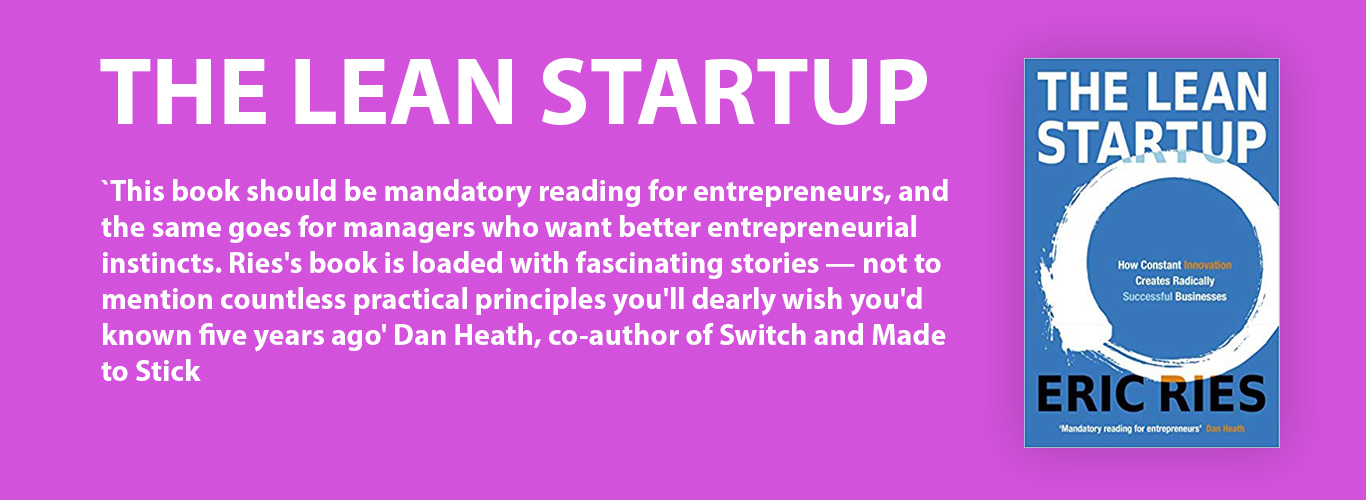 THE LEAN STARTUP
`This book should be mandatory reading for entrepreneurs, and
the same goes for managers who want better entrepreneurial
instincts. Ries's book is loaded with fascinating stories — not to
mention countless practical principles you'll dearly wish you'd
known five years ago' Dan Heath, co-author of Switch and Made
to Stick
THE LEAN
STARTUP
How Constant Innovation
Creates Radically
Successful Businesses
ERIC RIES
‘Mandatory reading for entrepreneurs’ Dan Heath